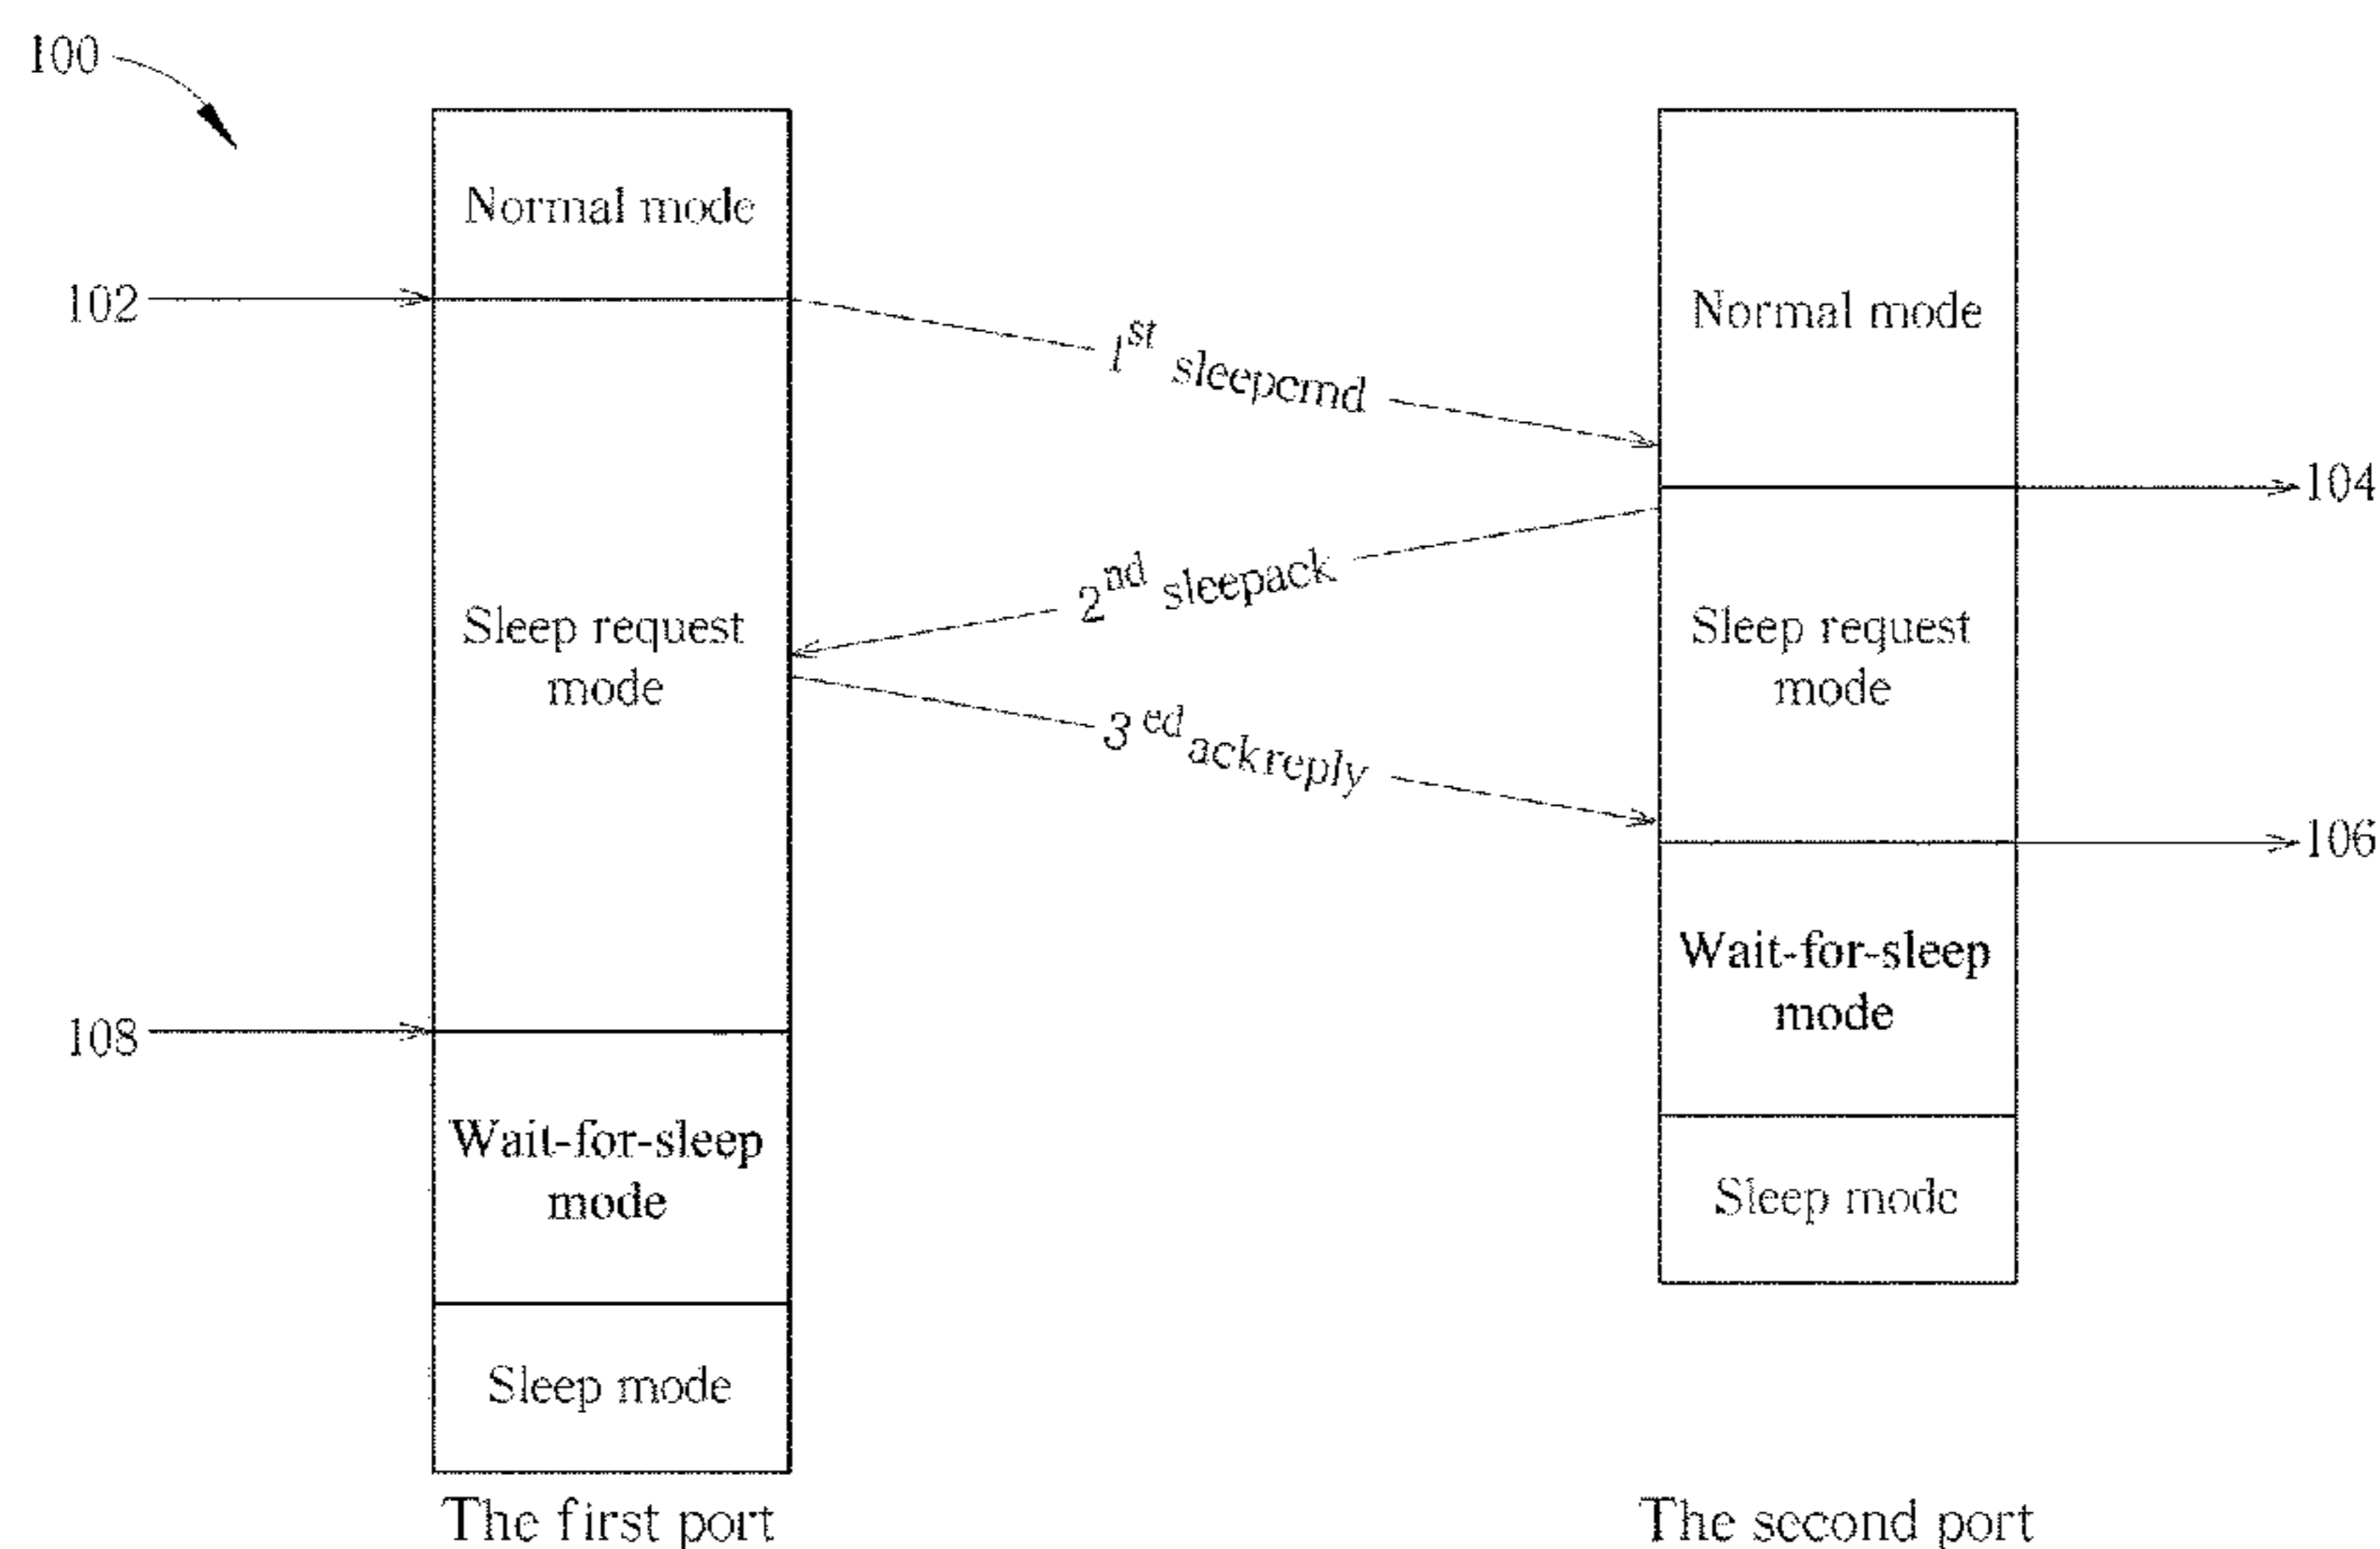 100
Normal mode
102
1st sleepcmd
Normal mode
104
2nd sleepack
Sleep request
mode
Sleep request
mode
3ed ackreply
106
Wait-for-sleep
mode
108
Wait-for-sleep
mode
Sleep mode
Sleep mode
The first port
The second port